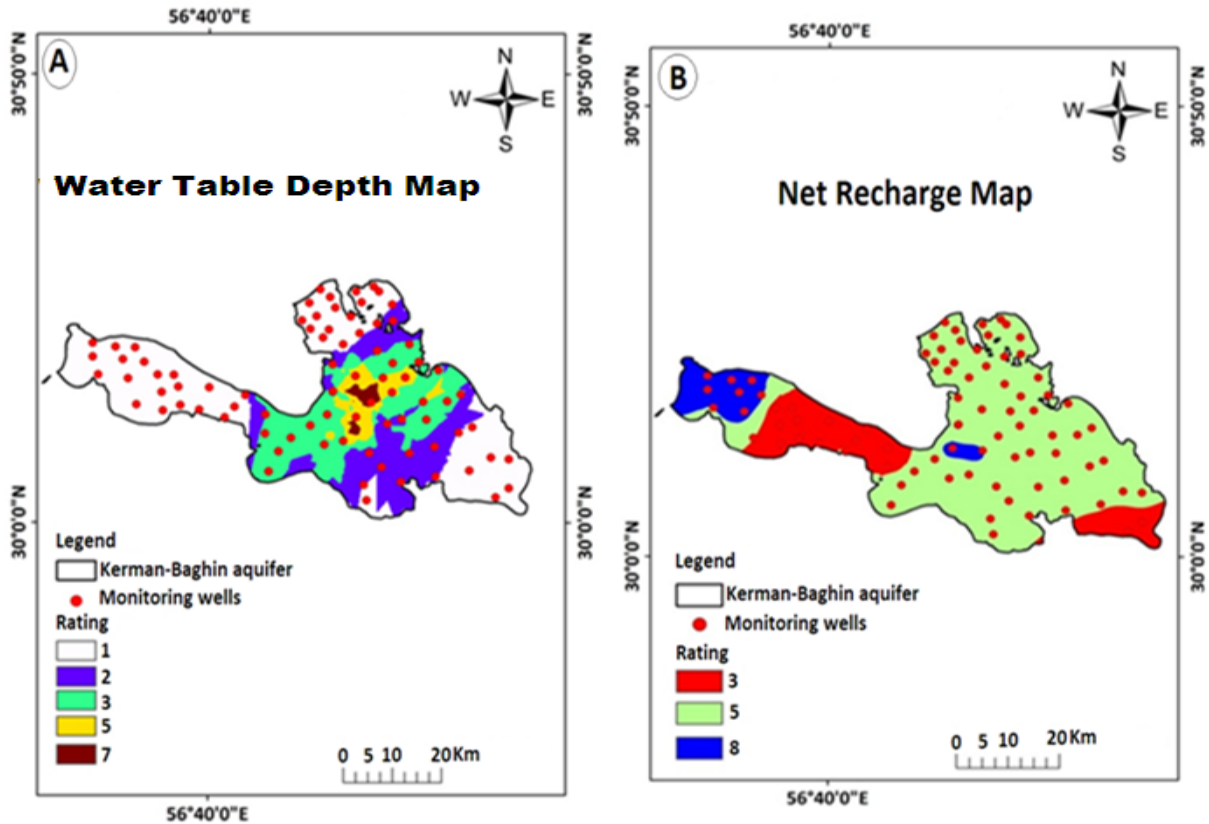 56°40'0"E
A
30°50'0"N
30°50'0"N
N
W E
S
Water Table Depth Map
30°0'0"N
30°0'0"N
Legend
Kerman-Baghin aquifer
Monitoring wells
Rating
1
2
3
5
7
0 5 10 20Km
56°40'0"E
56°40'0"E
B
30°50'0"N
30°50'0"N
N
W E
S
Net Recharge Map
30°0'0"N
30°0'0"N
Legend
Kerman-Baghin aquifer
Monitoring wells
Rating
3
5
8
0 5 10 20Km
56°40'0"E